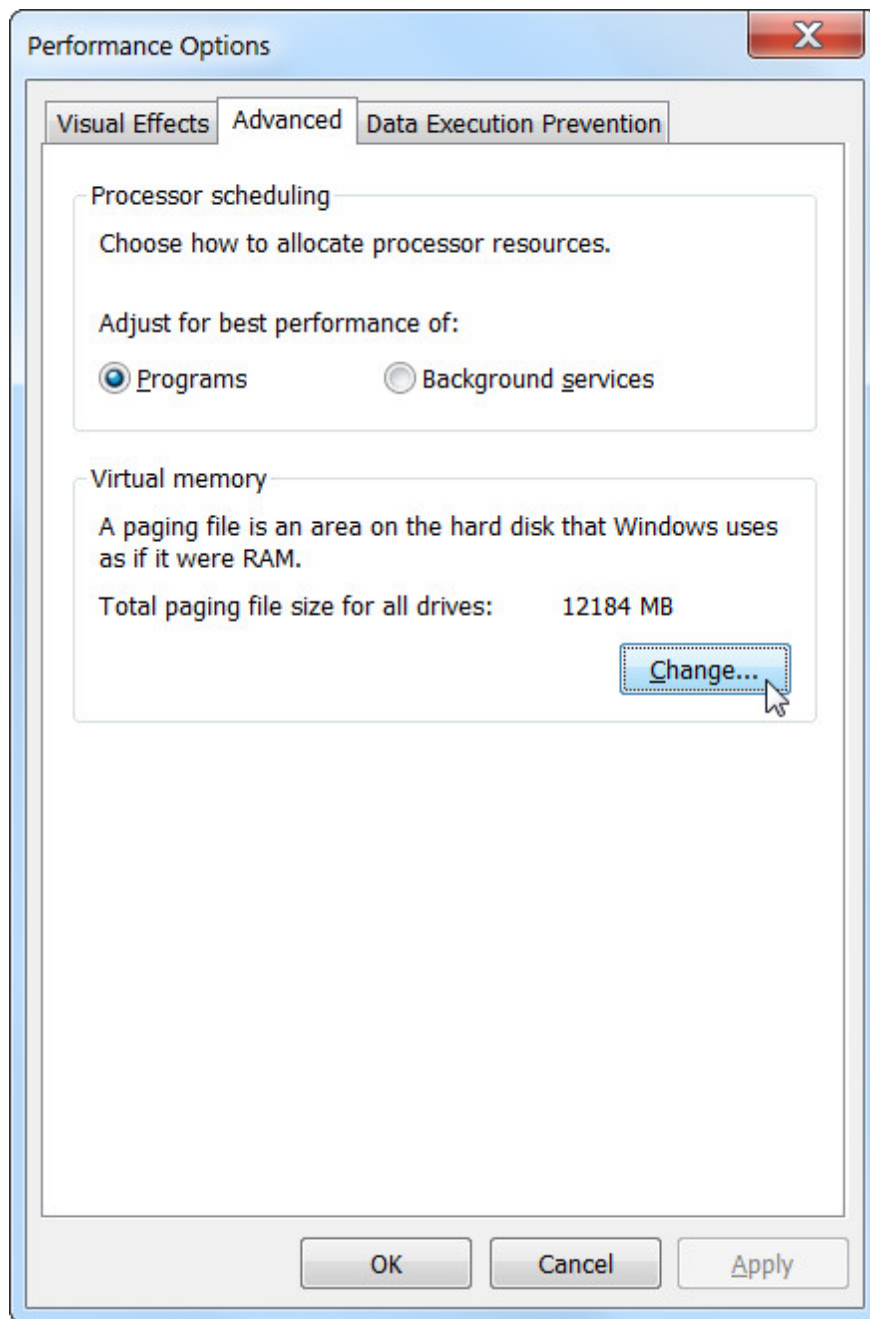 Performance Options
Visual Effects Advanced Data Execution Prevention
Processor scheduling
Choose how to allocate processor resources.
Adjust for best performance of:
Programs Background services
Virtual memory
A paging file is an area on the hard disk that Windows uses
as if it were RAM.
Total paging file size for all drives: 12184 MB
Change...
OK Cancel Apply